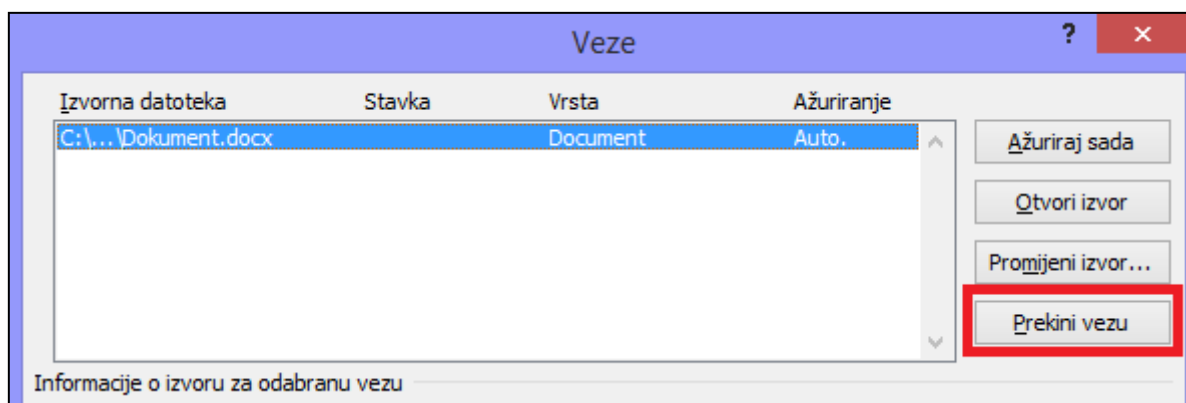 Veze
?
Izvorna datoteka Stavka Vrsta Ažuriranje
C:\...\Dokument.docx Document Auto.
Ažuriraj sada
Otvori izvor
Promijeni izvor...
Prekini vezu
Informacije o izvoru za odabranu vezu